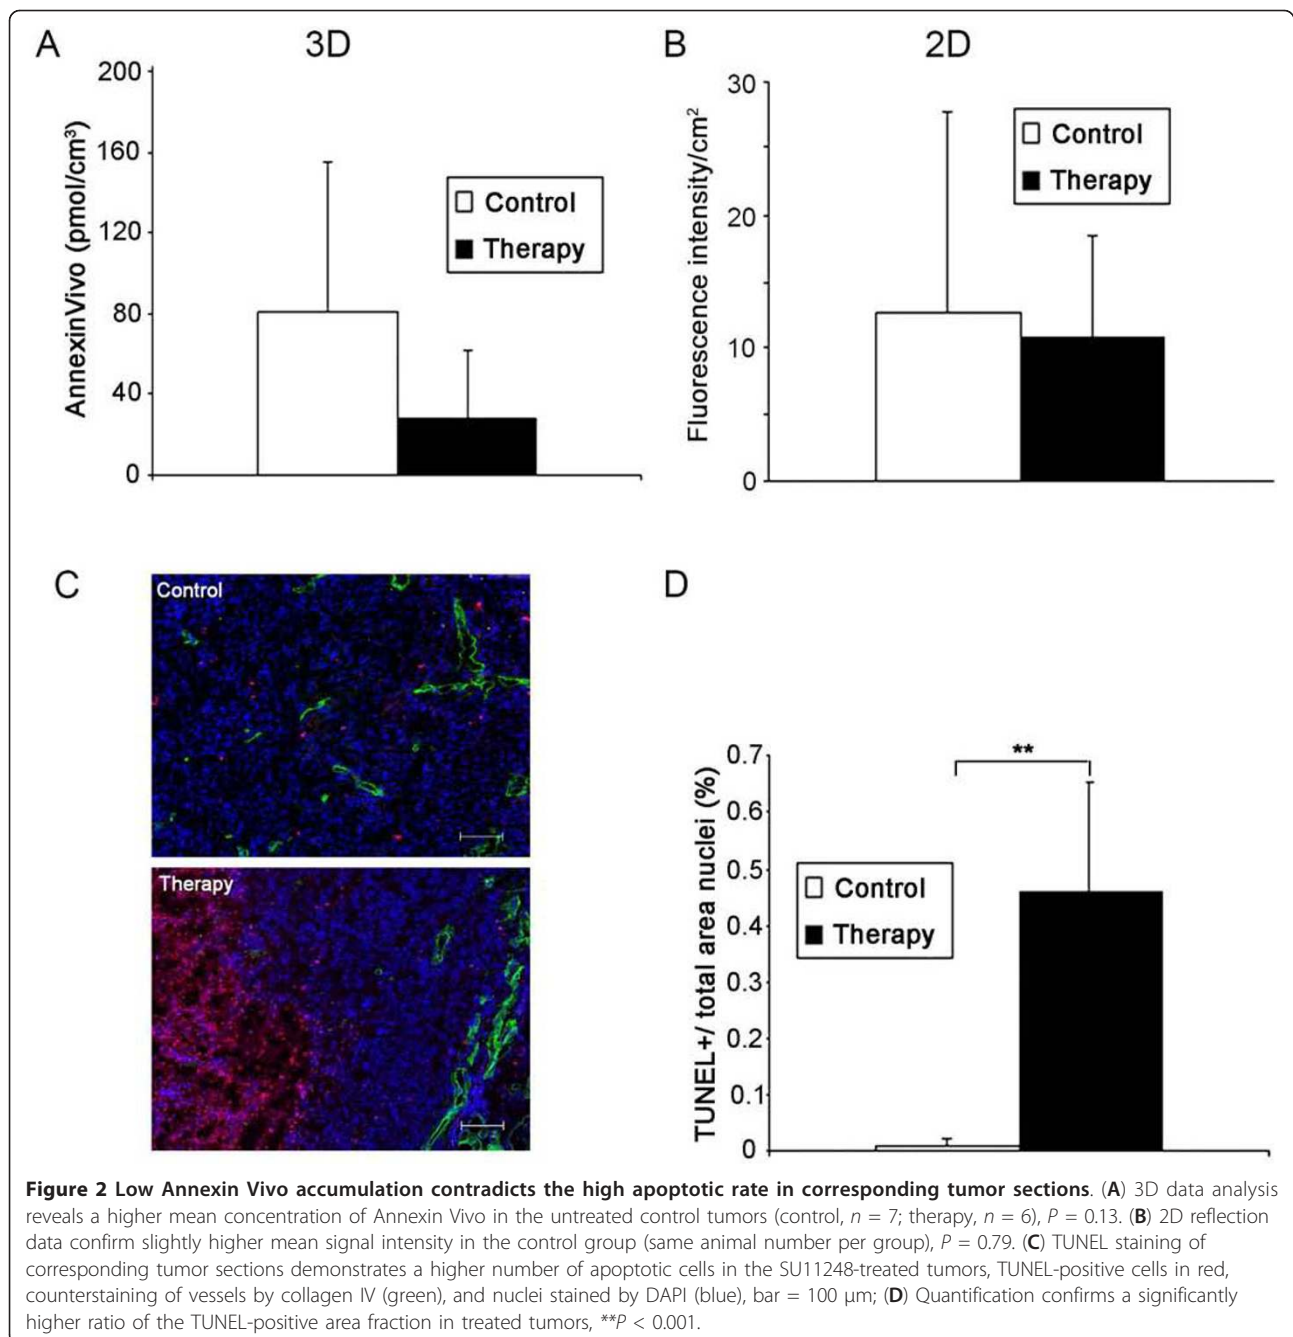 A
3D
200
160
120
80
40
0
AnnexinVivo (pmol/cm³)
Control
Therapy
B
2D
30
20
10
0
Fluorescence intensity/cm²
Control
Therapy
C
Control
Therapy
D
0.7
0.6
0.5
0.4
0.3
0.2
0.1
0
TUNEL+/ total area nuclei (%)
**
Control
Therapy
Figure 2 Low Annexin Vivo accumulation contradicts the high apoptotic rate in corresponding tumor sections. (A) 3D data analysis
reveals a higher mean concentration of Annexin Vivo in the untreated control tumors (control, n = 7; therapy, n = 6), P = 0.13. (B) 2D reflection
data confirm slightly higher mean signal intensity in the control group (same animal number per group), P = 0.79. (C) TUNEL staining of
corresponding tumor sections demonstrates a higher number of apoptotic cells in the SU11248-treated tumors, TUNEL-positive cells in red,
counterstaining of vessels by collagen IV (green), and nuclei stained by DAPI (blue), bar = 100 μm; (D) Quantification confirms a significantly
higher ratio of the TUNEL-positive area fraction in treated tumors, **P < 0.001.